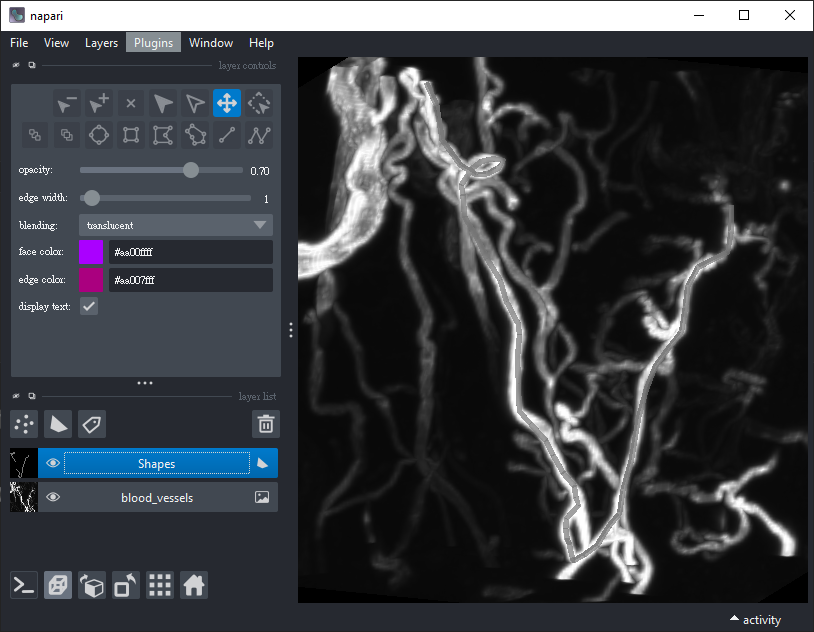 napari
File View Layers Plugins Window Help
layer controls
opacity: 0.70
edge width: 1
blending: translucent
face color: #aa00ffff
edge color: #aa007fff
display text:
layer list
Shapes
blood_vessels
activity